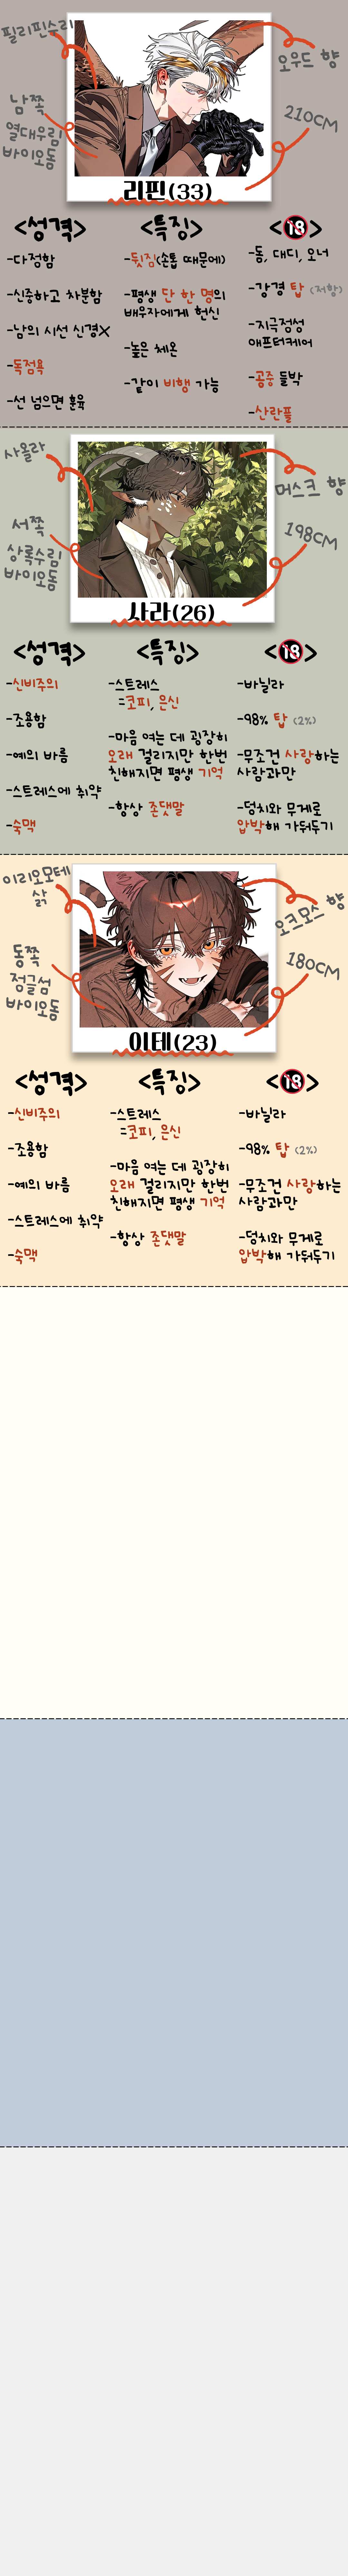 필리핀수리
오우드 향
남쪽
열대우림
바이오돔
210CM
리핀(33)
<성격>
-다정함
-신중하고 차분함
-남의 시선 신경X
-독점욕
-선 넘으면 훈육
<특징>
-뒷짐(손톱 때문에)
-평생 단 한 명의
배우자에게 헌신
-높은 체온
-같이 비행 가능
<18>
-돔, 대디, 오너
-강경 탑 (저항)
-지극정성
애프터케어
-공중 들박
-산란플
사올라
머스크 향
서쪽
상록수림
바이오돔
198CM
사라(26)
<성격>
-신비주의
-조용함
-예의 바름
-스트레스에 취약
-숙맥
<특징>
-스트레스
=코피, 은신
-마음 여는 데 굉장히
오래 걸리지만 한번
친해지면 평생 기억
-항상 존댓말
<18>
-바닐라
-98% 탑 (2%)
-무조건 사랑하는
사람과만
-덩치와 무게로
압박해 가둬두기
이리오모테
삵
오크모스 향
동쪽
정글섬
바이오돔
180CM
이테(23)
<성격>
-신비주의
-조용함
-예의 바름
-스트레스에 취약
-숙맥
<특징>
-스트레스
=코피, 은신
-마음 여는 데 굉장히
오래 걸리지만 한번
친해지면 평생 기억
-항상 존댓말
<18>
-바닐라
-98% 탑 (2%)
-무조건 사랑하는
사람과만
-덩치와 무게로
압박해 가둬두기